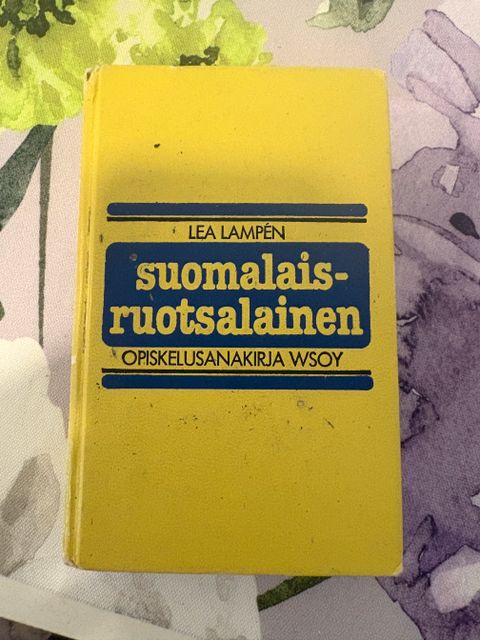 LEA LAMPÉN
suomalais-
ruotsalainen
OPISKELUSANAKIRJA WSOY